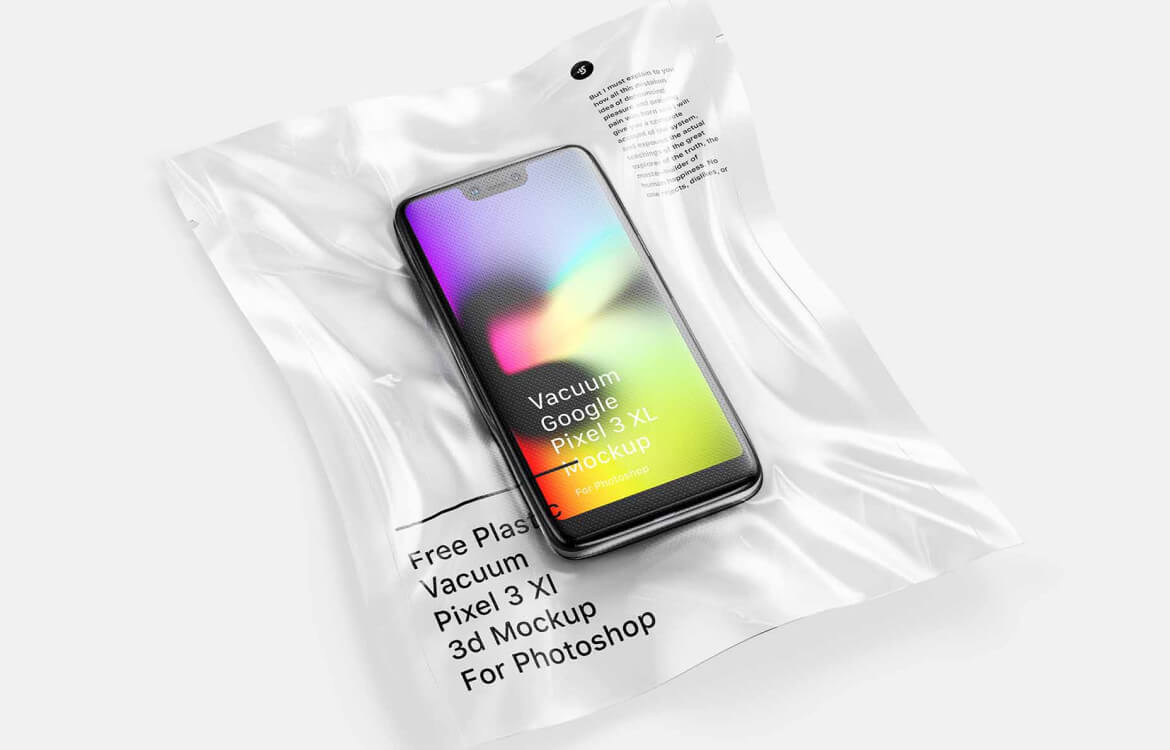 But I must explain to you
how all this mistaken
idea of denouncing
pleasure and praising
pain was born and I will
give you a complete
account of the system,
and expound the actual
teachings of the great
explorer of the truth, the
master-builder of
human happiness. No
one rejects, dislikes, or
Vacuum
Google
Pixel 3 XL
Mockup
For Photoshop
Free Plastic
Vacuum
Pixel 3 Xl
3d Mockup
For Photoshop